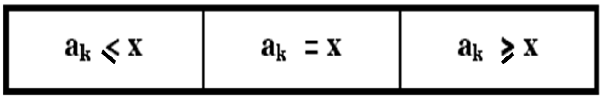 aₖ ⩽ x aₖ = x aₖ ⩾ x